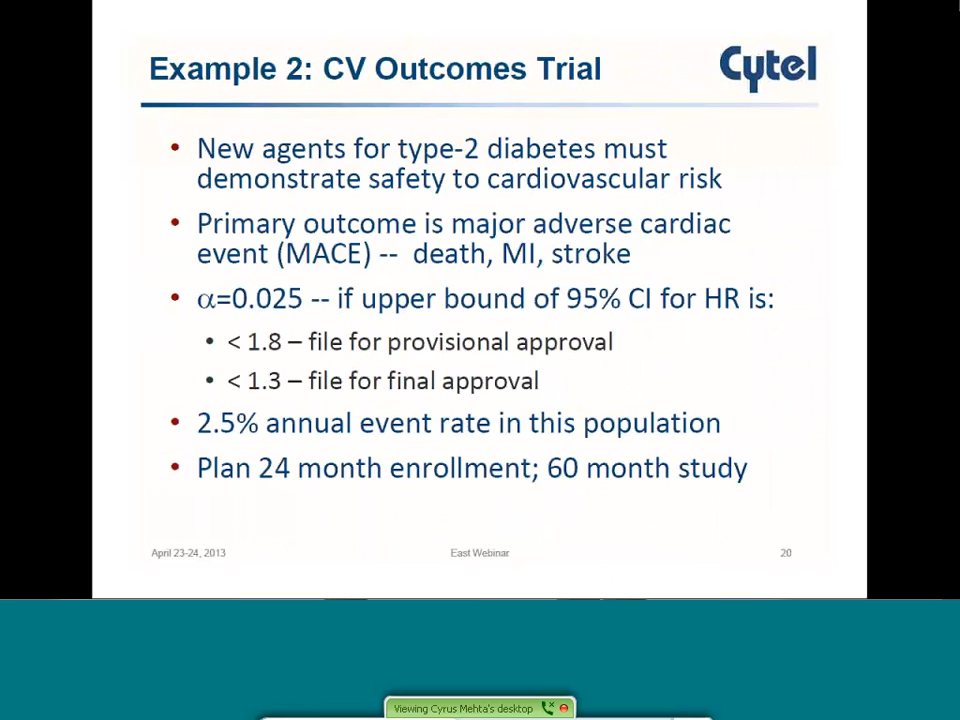 Example 2: CV Outcomes Trial
Cytel
• New agents for type-2 diabetes must
demonstrate safety to cardiovascular risk
• Primary outcome is major adverse cardiac
event (MACE) -- death, MI, stroke
• α=0.025 -- if upper bound of 95% CI for HR is:
• < 1.8 – file for provisional approval
• < 1.3 – file for final approval
• 2.5% annual event rate in this population
• Plan 24 month enrollment; 60 month study
April 23-24, 2013
East Webinar
20
Viewing Cyrus Mehta's desktop